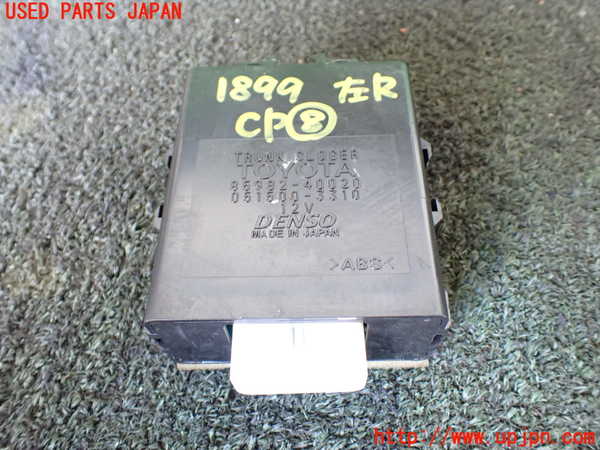 USED PARTS JAPAN
1899 左R
CP⑧
TRUNK CLOSER
TOYOTA
85982-40020
051500-3310
12V
DENSO
MADE IN JAPAN
>ABS<
http://www.upjpn.com